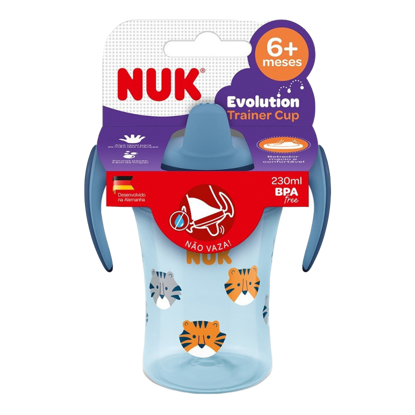 6+
meses
NUK
Evolution
Trainer Cup
230ml
BPA
free
Desenvolvido
na Alemanha
NÃO VAZA!
NUK